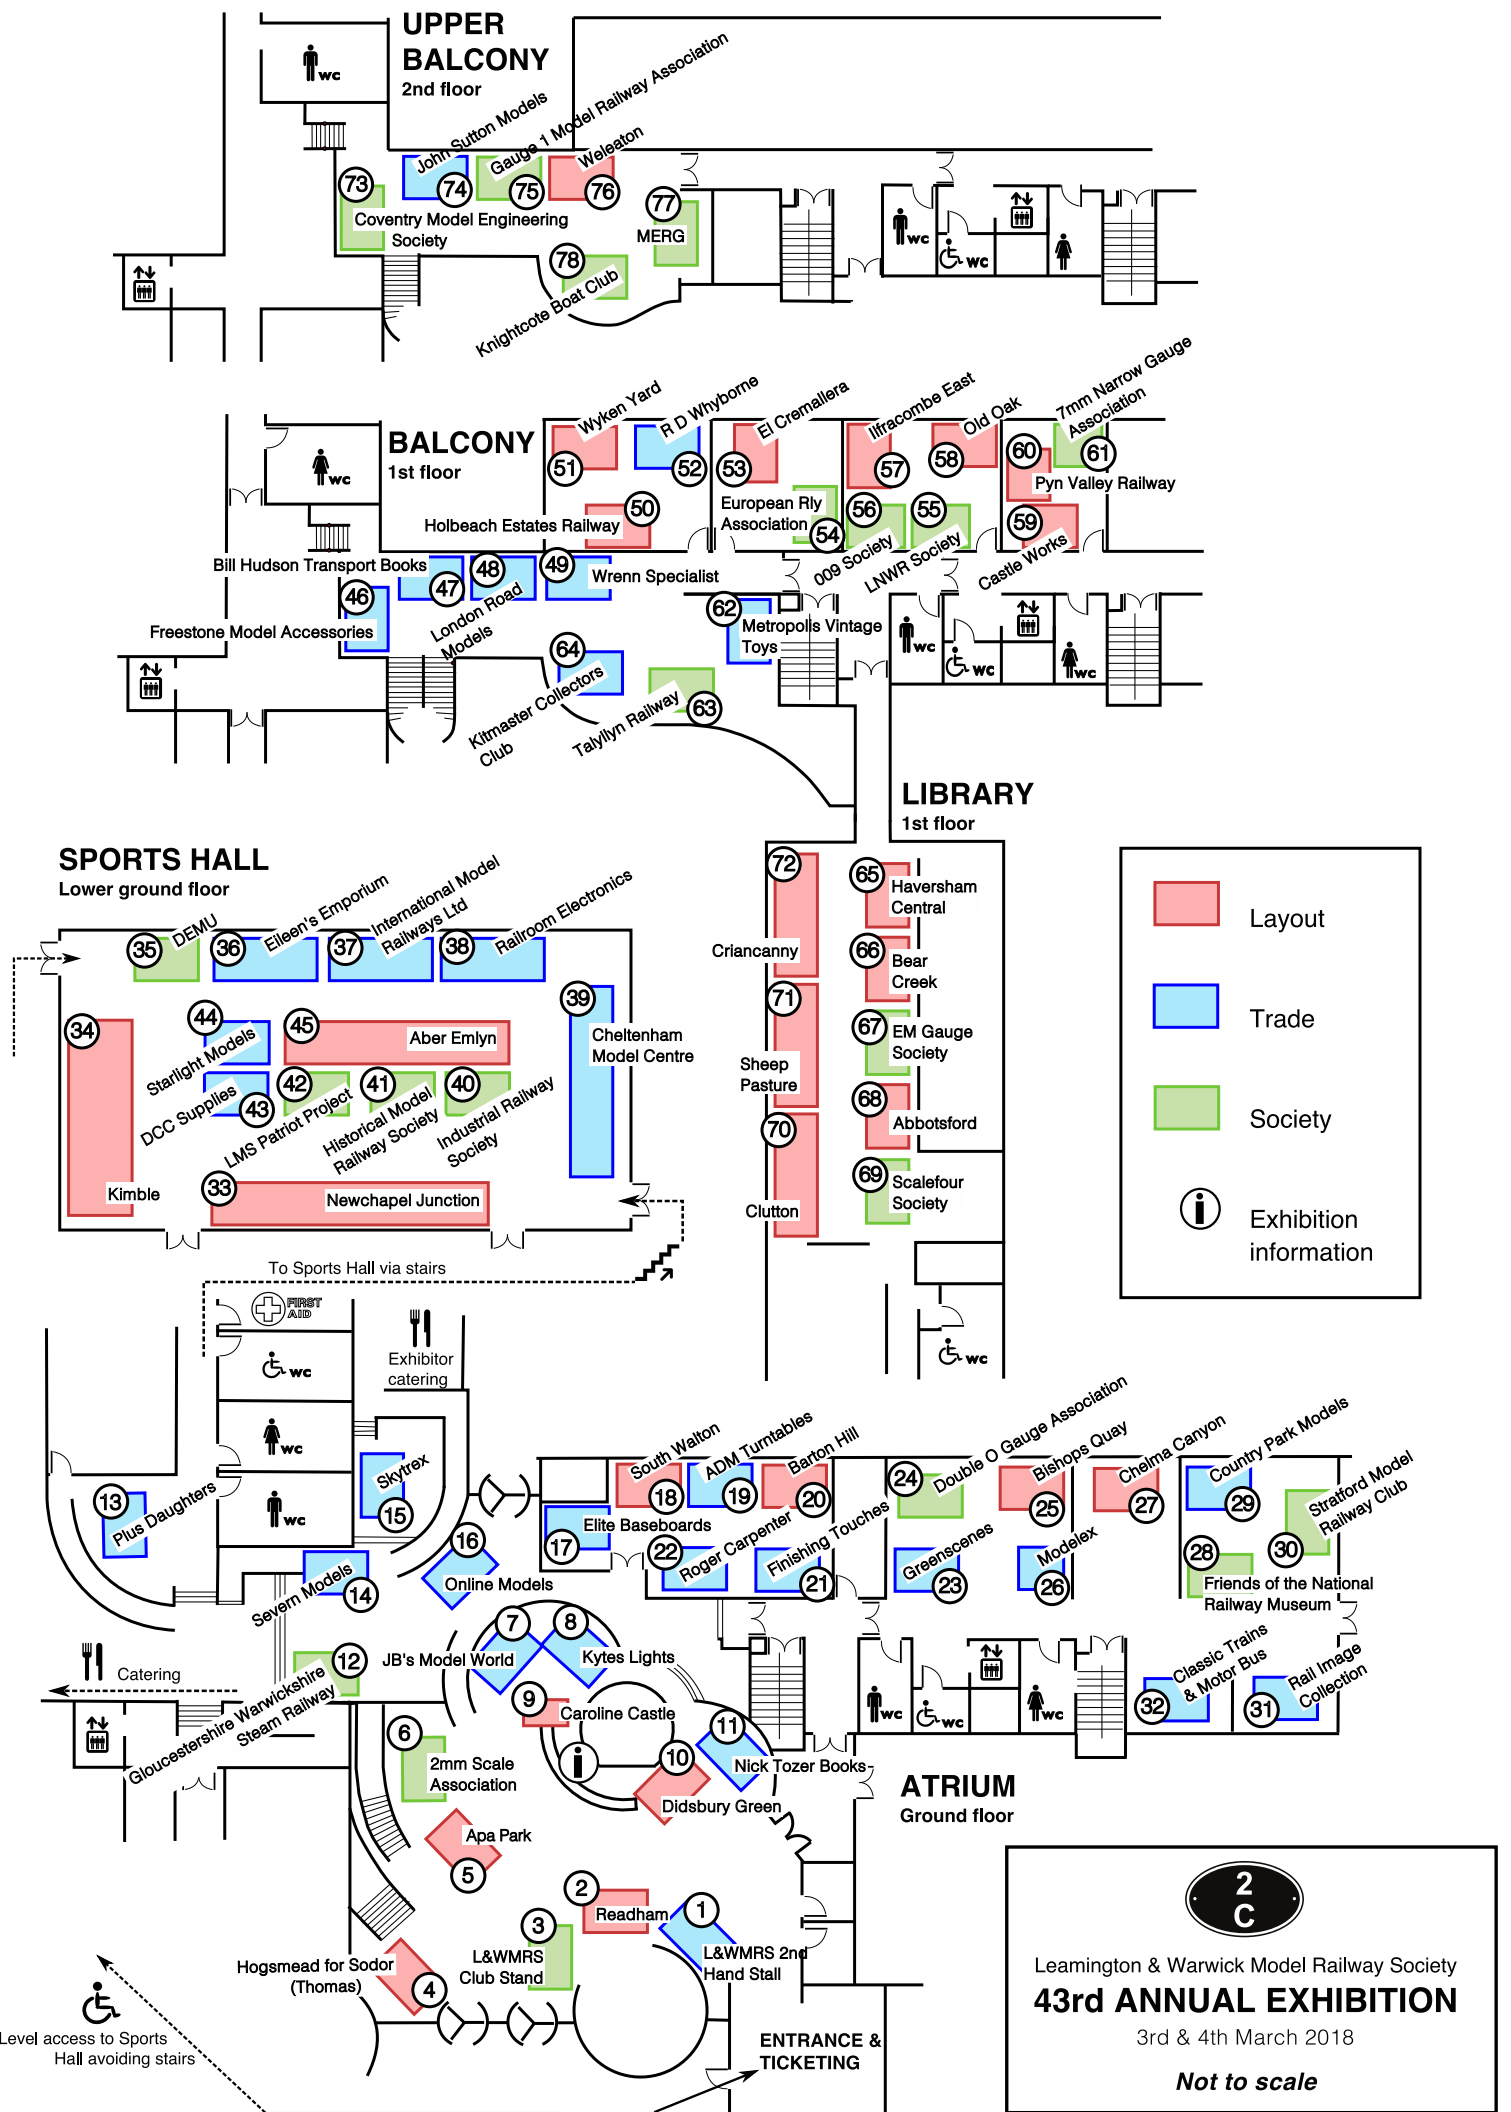 UPPER
BALCONY
2nd floor
WC
John Sutton Models
Gauge 1 Model Railway Association
Weleaton
73
74
75
76
77
Coventry Model Engineering
Society
MERG
78
Knightcote Boat Club
WC
WC
BALCONY
1st floor
WC
Wyken Yard
R D Whyborne
El Cremallera
Ilfracombe East
Old Oak
7mm Narrow Gauge
Association
51
52
53
57
58
60
61
Pyn Valley Railway
European Rly
Association
54
50
Holbeach Estates Railway
56
55
59
009 Society
LNWR Society
Castle Works
Bill Hudson Transport Books
47
48
49
Wrenn Specialist
London Road
Models
46
Freestone Model Accessories
62
Metropolis Vintage
Toys
64
Kitmaster Collectors
Club
63
Talyllyn Railway
WC
WC
WC
LIBRARY
1st floor
72
Criancanny
65
Haversham
Central
66
Bear
Creek
71
Sheep
Pasture
67
EM Gauge
Society
68
Abbotsford
70
Clutton
69
Scalefour
Society
WC
Layout
Trade
Society
Exhibition
information
SPORTS HALL
Lower ground floor
35
DEMU
36
Eileen's Emporium
37
International Model
Railways Ltd
38
Railroom Electronics
39
Cheltenham
Model Centre
34
Kimble
44
Starlight Models
45
Aber Emlyn
43
DCC Supplies
42
LMS Patriot Project
41
Historical Model
Railway Society
40
Industrial Railway
Society
33
Newchapel Junction
To Sports Hall via stairs
FIRST
AID
WC
WC
WC
Exhibitor
catering
13
Plus Daughters
15
Skytrex
14
Severn Models
16
Online Models
17
Elite Baseboards
18
South Walton
19
ADM Turntables
20
Barton Hill
22
Roger Carpenter
21
Finishing Touches
24
Double O Gauge Association
23
Greenscenes
25
Bishops Quay
26
Modelex
27
Chelma Canyon
29
Country Park Models
30
Stratford Model
Railway Club
28
Friends of the National
Railway Museum
32
Classic Trains
& Motor Bus
31
Rail Image
Collection
WC
WC
WC
Catering
12
Gloucestershire Warwickshire
Steam Railway
7
JB's Model World
8
Kytes Lights
9
Caroline Castle
11
Nick Tozer Books
10
Didsbury Green
6
2mm Scale
Association
5
Apa Park
2
Readham
1
L&WMRS 2nd
Hand Stall
3
L&WMRS
Club Stand
4
Hogsmead for Sodor
(Thomas)
ATRIUM
Ground floor
Level access to Sports
Hall avoiding stairs
ENTRANCE &
TICKETING
2
C
Leamington & Warwick Model Railway Society
43rd ANNUAL EXHIBITION
3rd & 4th March 2018
Not to scale